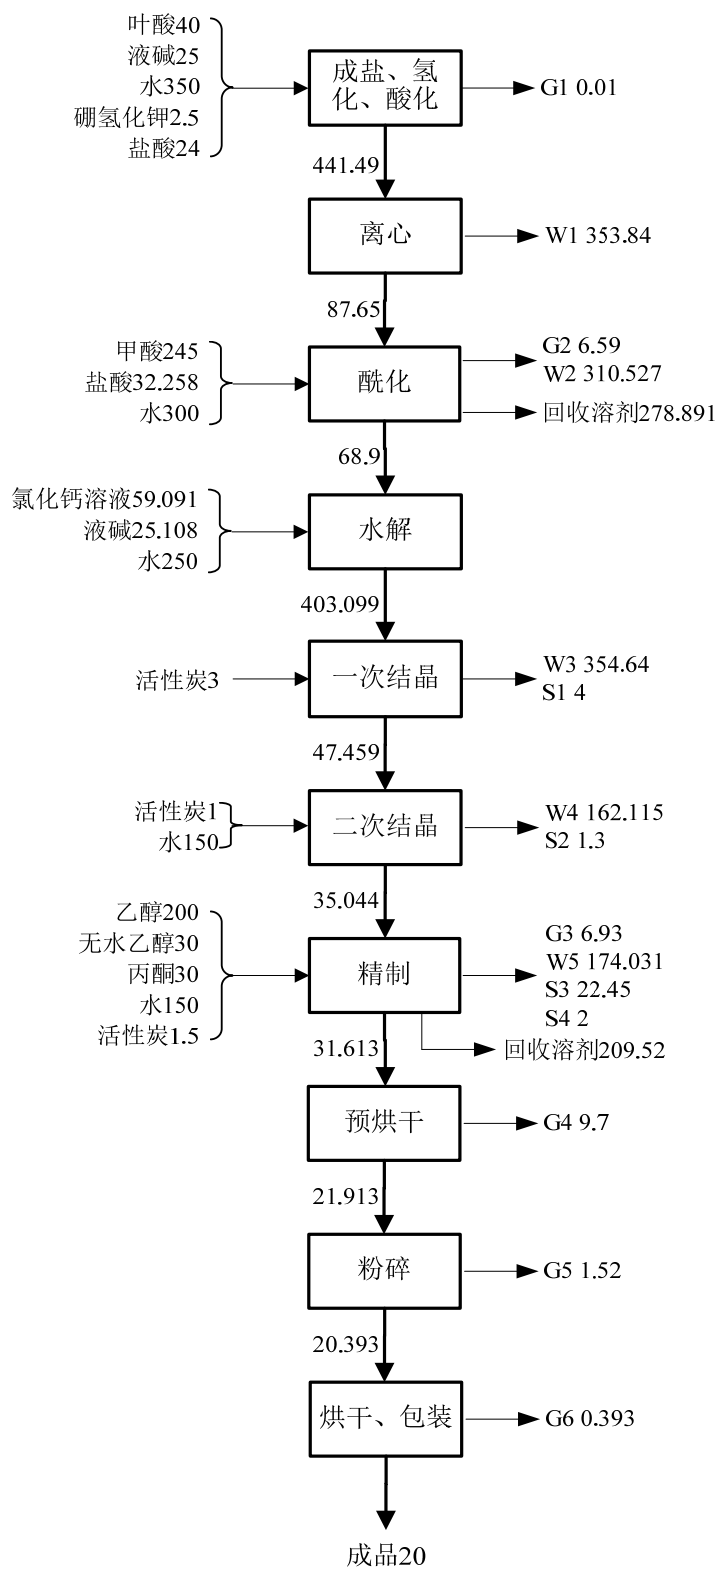 叶酸40
液碱25
水350
硼氢化钾2.5
盐酸24
成盐、氢
化、酸化
G1 0.01
441.49
离心
W1 353.84
87.65
甲酸245
盐酸32.258
水300
酰化
G2 6.59
W2 310.527
回收溶剂278.891
68.9
氯化钙溶液59.091
液碱25.108
水250
水解
403.099
活性炭3
一次结晶
W3 354.64
S1 4
47.459
活性炭1
水150
二次结晶
W4 162.115
S2 1.3
35.044
乙醇200
无水乙醇30
丙酮30
水150
活性炭1.5
精制
G3 6.93
W5 174.031
S3 22.45
S4 2
回收溶剂209.52
31.613
预烘干
G4 9.7
21.913
粉碎
G5 1.52
20.393
烘干、包装
G6 0.393
成品20